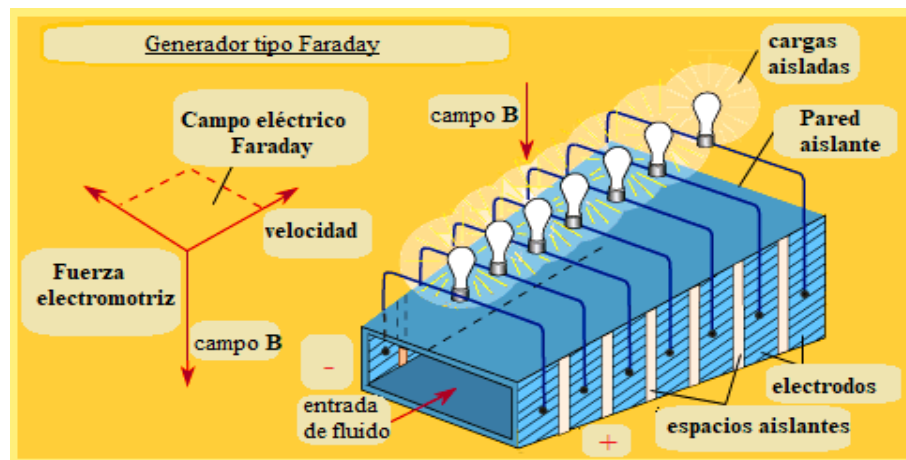 Generador tipo Faraday
cargas
aisladas
campo B
Pared
aislante
Campo eléctrico
Faraday
velocidad
Fuerza
electromotriz
campo B
-
entrada
de fluido
+
electrodos
espacios aislantes